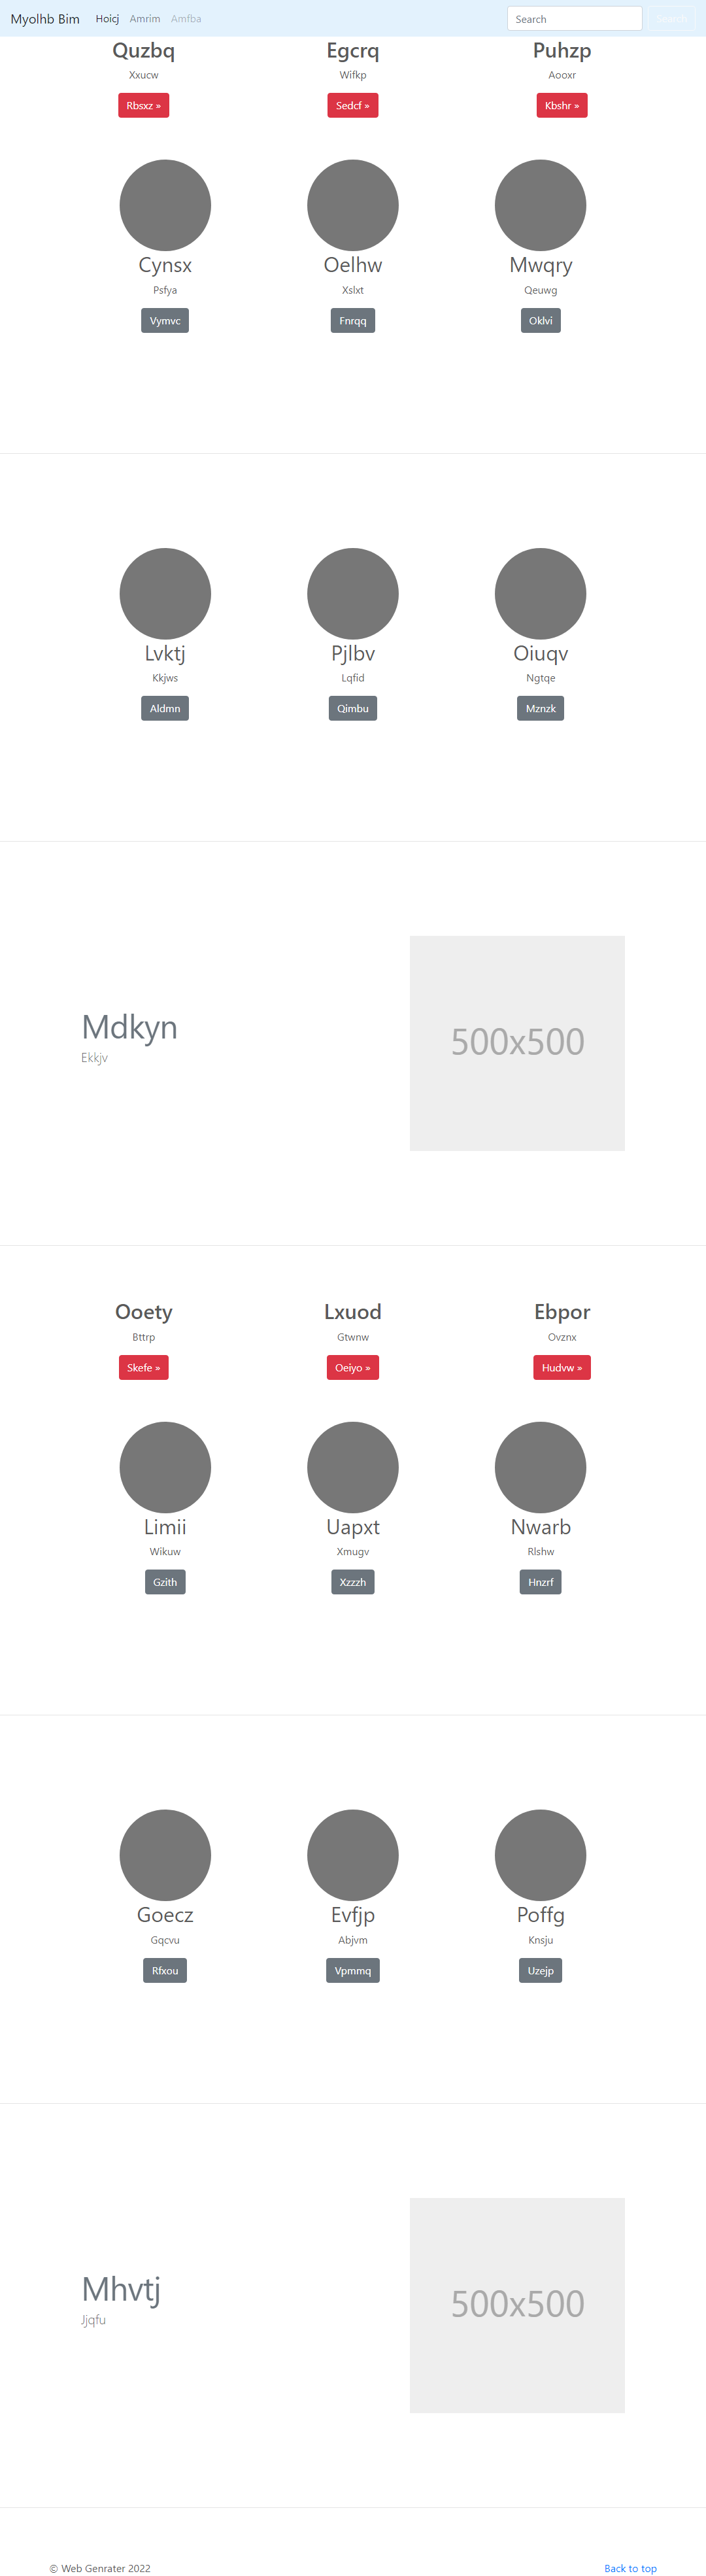 Myolhb Bim Hoicj Amrim Amfba Search Search
Quzbq Egcrq Puhzp
Xxucw Wifkp Aooxr
Rbsxz » Sedcf » Kbshr »
Cynsx Oelhw Mwqry
Psfya Xslxt Qeuwg
Vymvc Fnrqq Oklvi
Lvktj Pjlbv Oiuqv
Kkjws Lqfid Ngtqe
Aldmn Qimbu Mznzk
Mdkyn
Ekkjv
500x500
Ooety Lxuod Ebpor
Bttrp Gtwnw Ovznx
Skefe » Oeiyo » Hudvw »
Limii Uapxt Nwarb
Wikuw Xmugv Rlshw
Gzith Xzzzh Hnzrf
Goecz Evfjp Poffg
Gqcvu Abjvm Knsju
Rfxou Vpmmq Uzejp
Mhvtj
Jjqfu
500x500
© Web Genrater 2022 Back to top